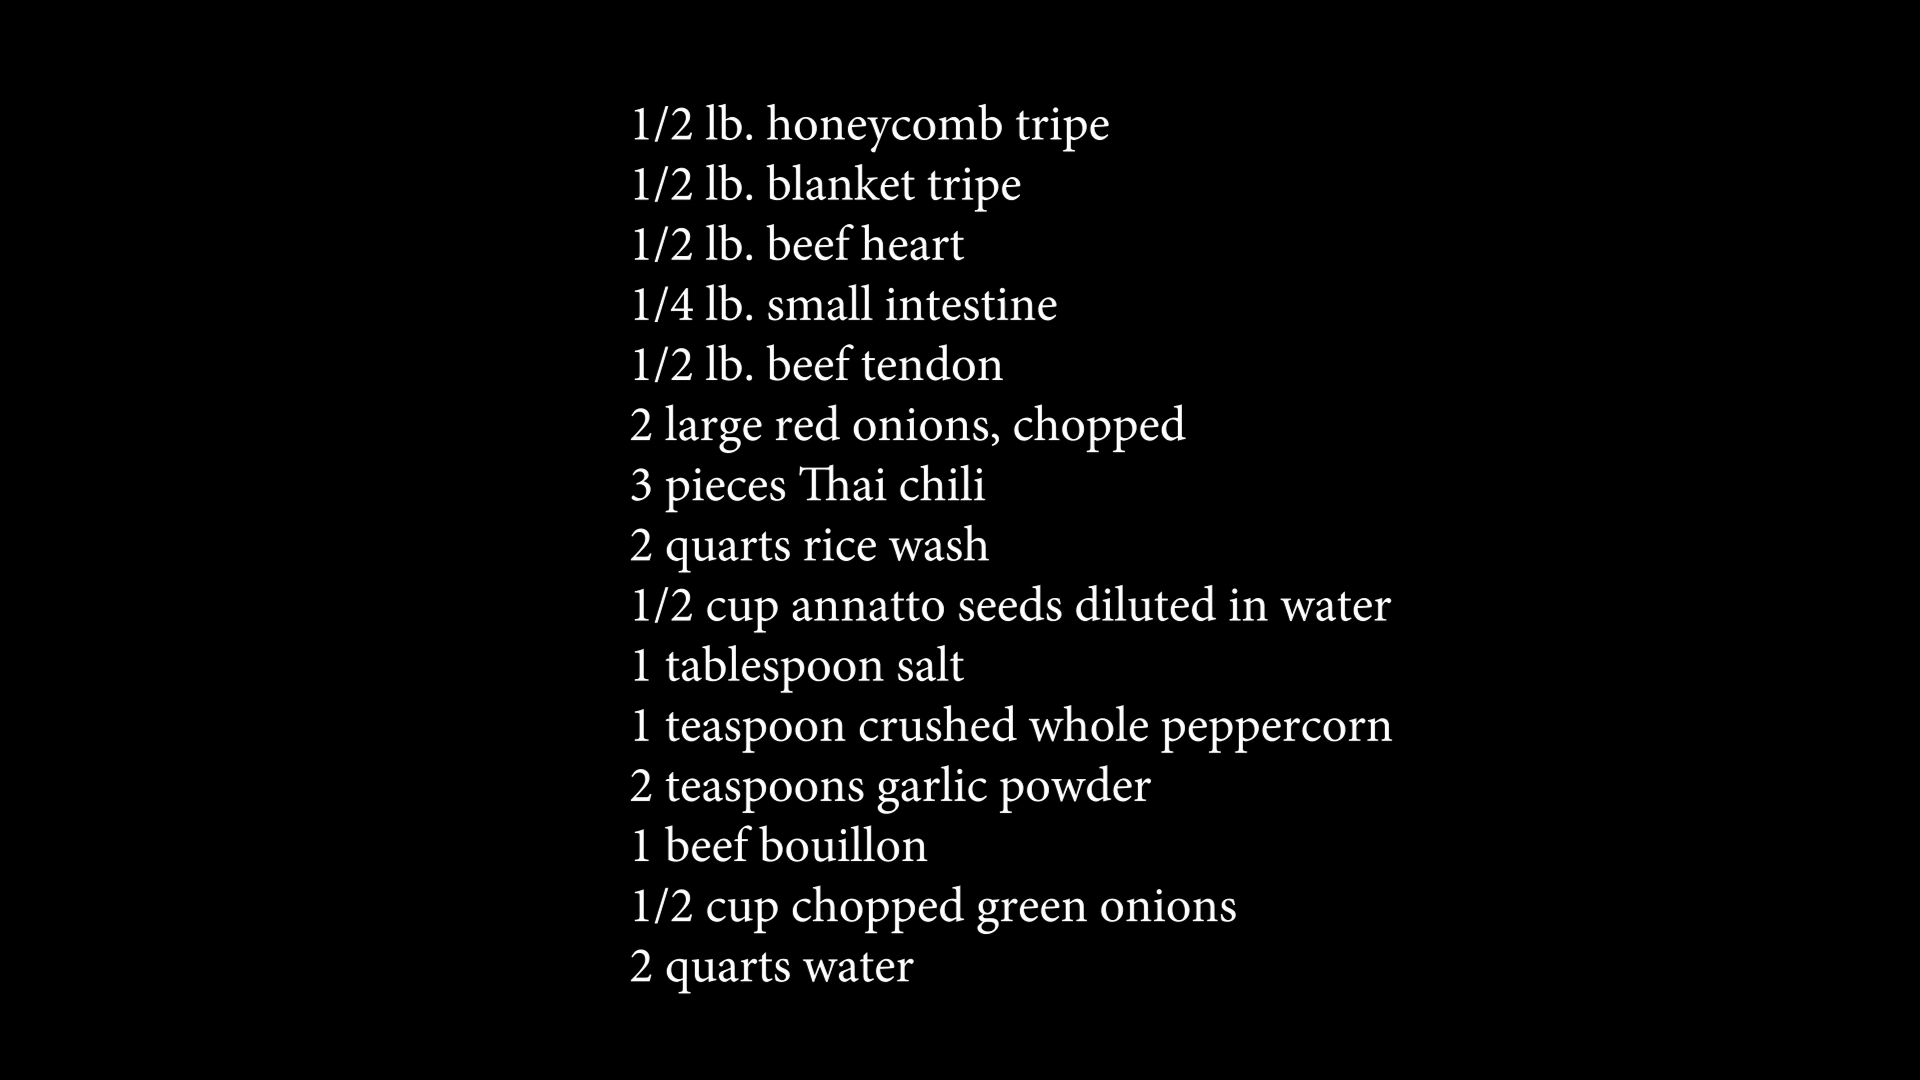 1/2 lb. honeycomb tripe
1/2 lb. blanket tripe
1/2 lb. beef heart
1/4 lb. small intestine
1/2 lb. beef tendon
2 large red onions, chopped
3 pieces Thai chili
2 quarts rice wash
1/2 cup annatto seeds diluted in water
1 tablespoon salt
1 teaspoon crushed whole peppercorn
2 teaspoons garlic powder
1 beef bouillon
1/2 cup chopped green onions
2 quarts water